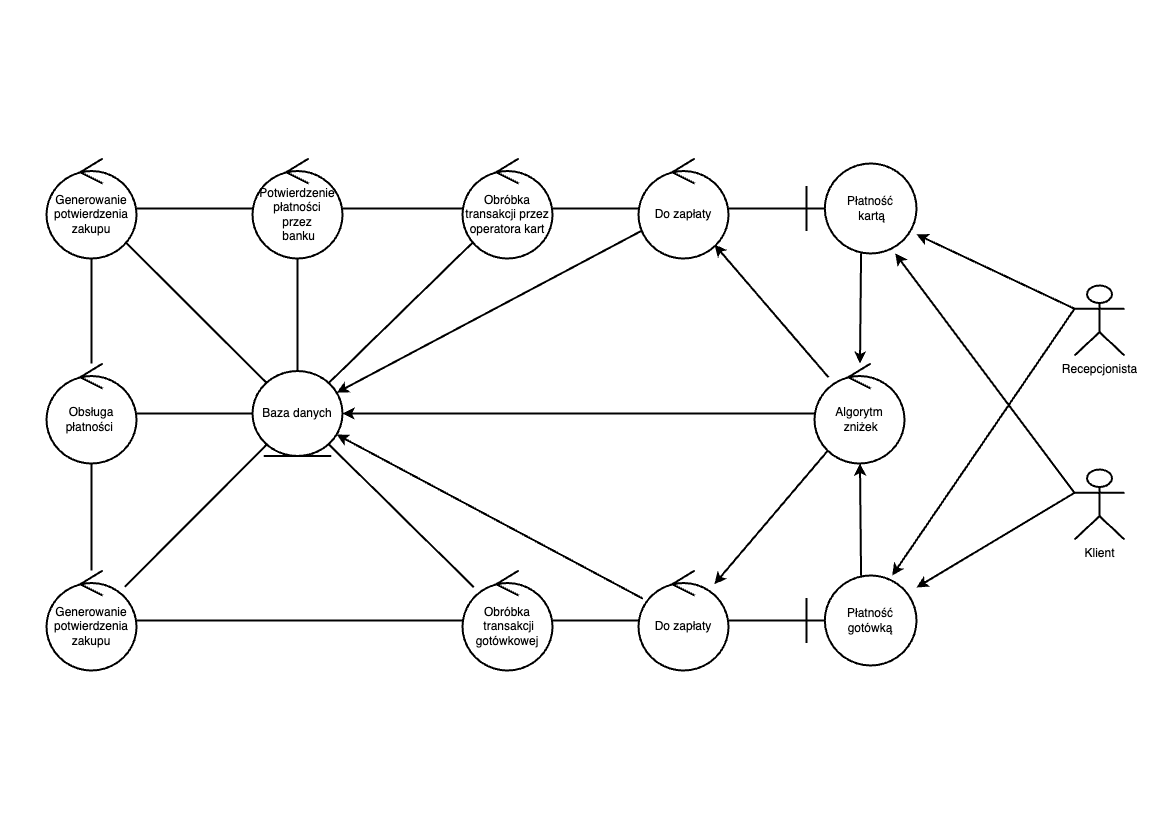 Generowanie
potwierdzenia
zakupu
Potwierdzenie
płatności
przez
banku
Obróbka
transakcji przez
operatora kart
Do zapłaty
Płatność
kartą
Recepcjonista
Obsługa
płatności
Baza danych
Algorytm
zniżek
Klient
Generowanie
potwierdzenia
zakupu
Obróbka
transakcji
gotówkowej
Do zapłaty
Płatność
gotówką